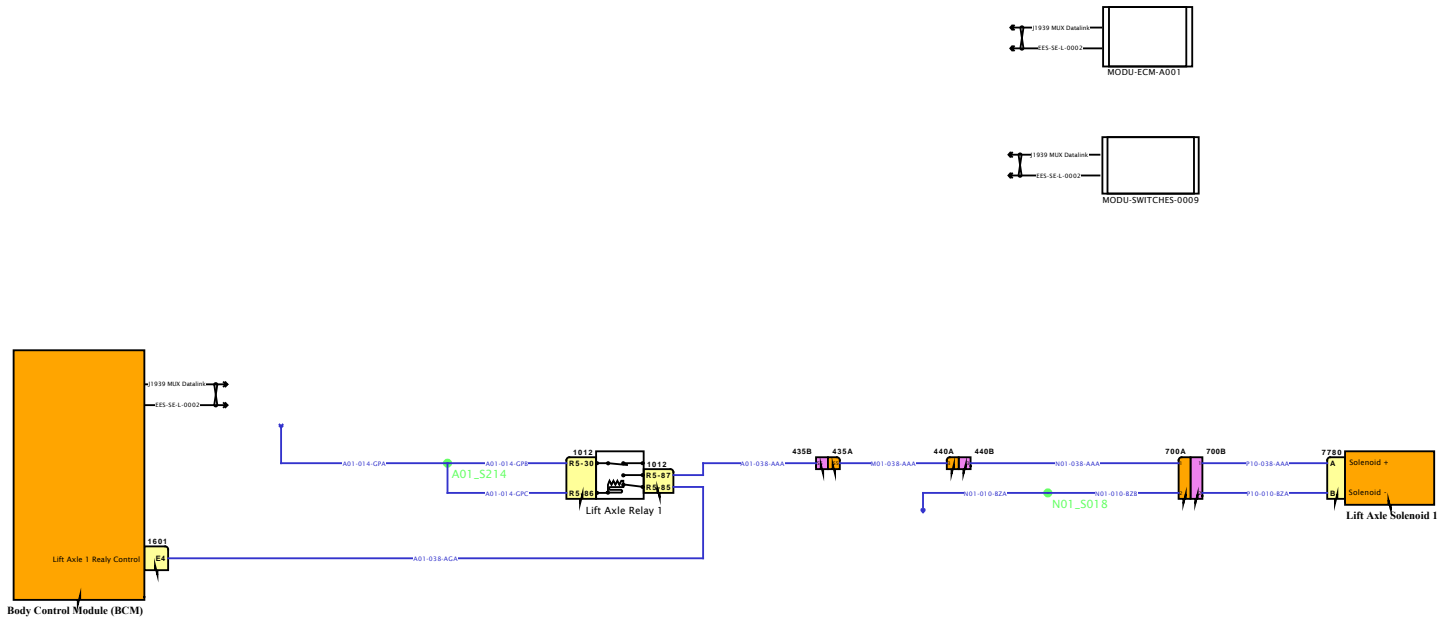 J1939 MUX Datalink
EES-SE-L-0002
MODU-ECM-A001
J1939 MUX Datalink
EES-SE-L-0002
MODU-SWITCHES-0009
J1939 MUX Datalink
EES-SE-L-0002
Lift Axle 1 Realy Control
1601
E4
Body Control Module (BCM)
A01-014-GPA
A01_S214
A01-014-GPB
A01-014-GPC
A01-038-AGA
1012
R5-30
R5-86
1012
R5-87
R5-85
Lift Axle Relay 1
A01-038-AAA
435B
435A
M01-038-AAA
440A
440B
N01-038-AAA
N01-010-BZA
N01_S018
N01-010-BZB
700A
700B
P10-038-AAA
P10-010-BZA
7780
A
B
Solenoid +
Solenoid -
Lift Axle Solenoid 1